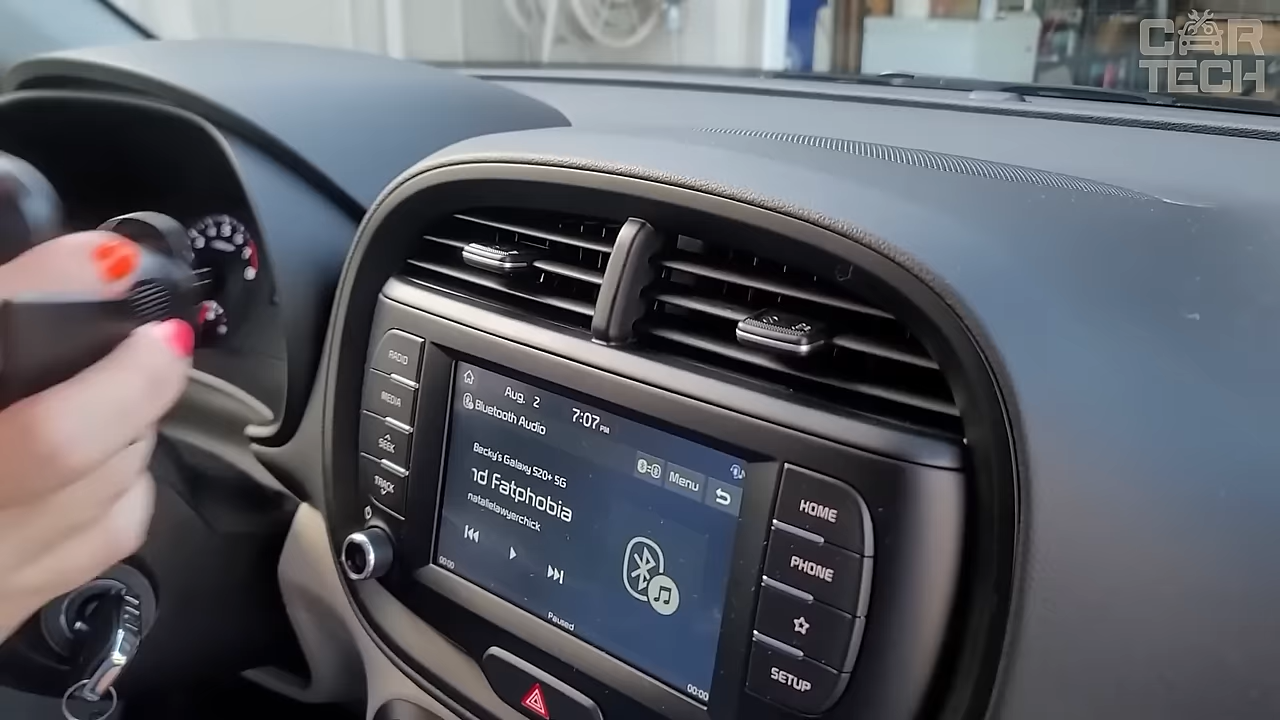 CAR
TECH
RADIO
MEDIA
SEEK
TRACK
Aug. 2 7:07 PM
Bluetooth Audio
Becky's Galaxy S20+ 5G
nd Fatphobia
natalielawyerchick
Menu
00:00
Paused
00:00
HOME
PHONE
SETUP